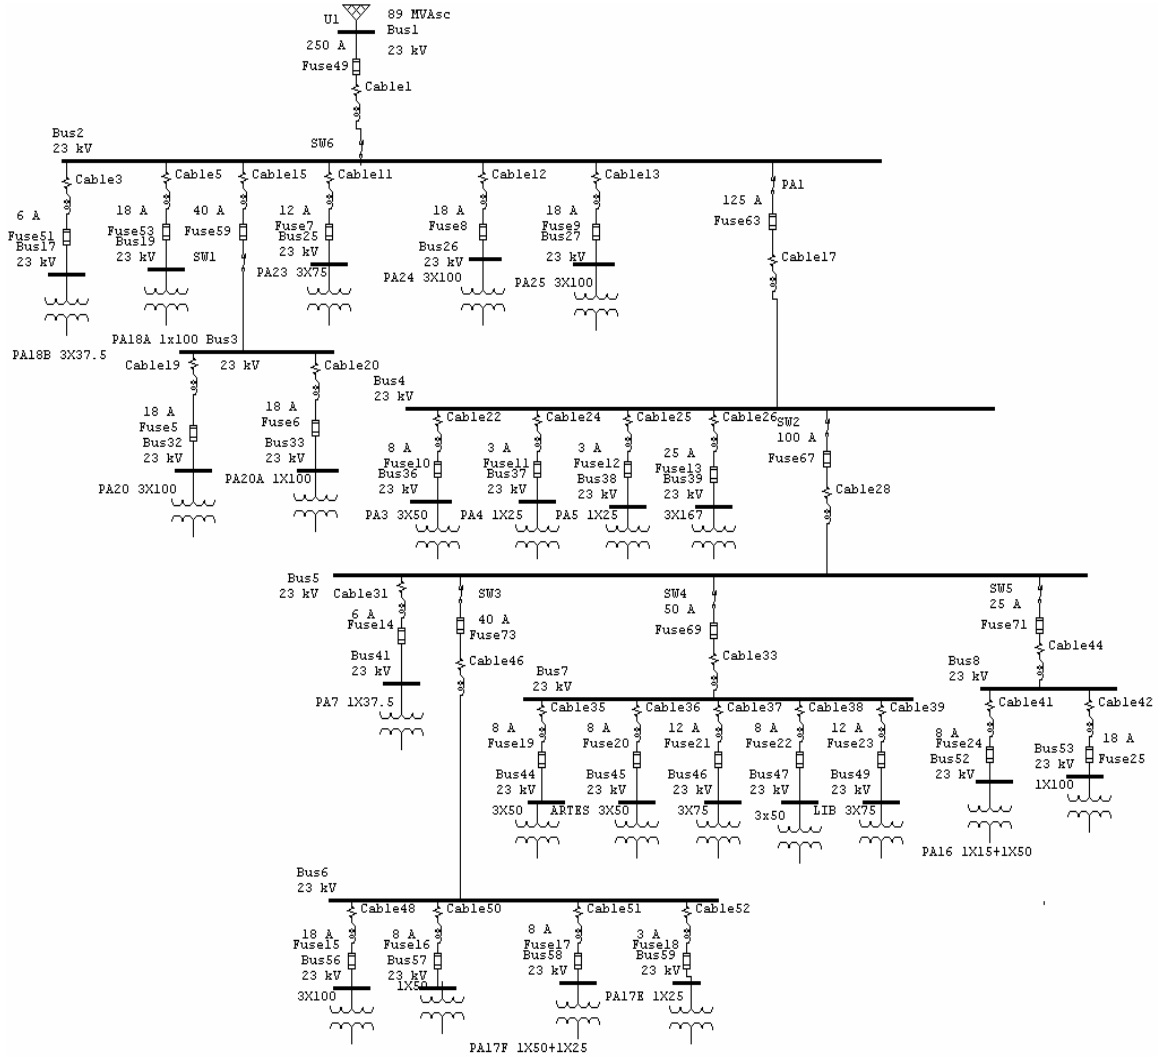 89 MVAsc
U1
Bus1
250 A
23 kV
Fuse49
Cable1
Bus2
23 kV
SW6
Cable3
Cable5
Cable15
Cable11
Cable12
Cable13
PA1
6 A
18 A
40 A
12 A
18 A
18 A
125 A
Fuse51
Fuse53
Fuse59
Fuse7
Fuse8
Fuse9
Fuse63
Bus17
Bus19
Bus25
Bus26
Bus27
23 kV
23 kV
SW1
23 kV
23 kV
23 kV
Cable17
PA23 3X75
PA24 3X100
PA25 3X100
PA18A 1x100
Bus3
PA18B 3X37.5
23 kV
Cable19
Cable20
Bus4
23 kV
18 A
18 A
Fuse5
Fuse6
Bus32
Bus33
23 kV
23 kV
PA20 3X100
PA20A 1X100
Cable22
Cable24
Cable25
Cable26
SW2
100 A
8 A
3 A
3 A
25 A
Fuse67
Fuse10
Fuse11
Fuse12
Fuse13
Bus36
Bus37
Bus38
Bus39
23 kV
23 kV
23 kV
23 kV
Cable28
PA3 3X50
PA4 1X25
PA5 1X25
3X167
Bus5
23 kV
Cable31
SW3
SW4
SW5
6 A
40 A
50 A
25 A
Fuse14
Fuse73
Fuse69
Fuse71
Bus41
23 kV
Cable46
Cable33
Cable44
PA7 1X37.5
Bus7
23 kV
Bus8
23 kV
Cable35
Cable36
Cable37
Cable38
Cable39
Cable41
Cable42
8 A
8 A
12 A
8 A
12 A
8 A
18 A
Fuse19
Fuse20
Fuse21
Fuse22
Fuse23
Fuse24
Fuse25
Bus44
Bus45
Bus46
Bus47
Bus49
Bus52
Bus53
23 kV
23 kV
23 kV
23 kV
23 kV
23 kV
23 kV
3X50
ARTES
3X50
3X75
3x50
LIB 3X75
1X100
PA16 1X15+1X50
Bus6
23 kV
Cable48
Cable50
Cable51
Cable52
18 A
8 A
8 A
3 A
Fuse15
Fuse16
Fuse17
Fuse18
Bus56
Bus57
Bus58
Bus59
23 kV
23 kV
23 kV
23 kV
3X100
1X50
PA17E 1X25
PA17F 1X50+1X25